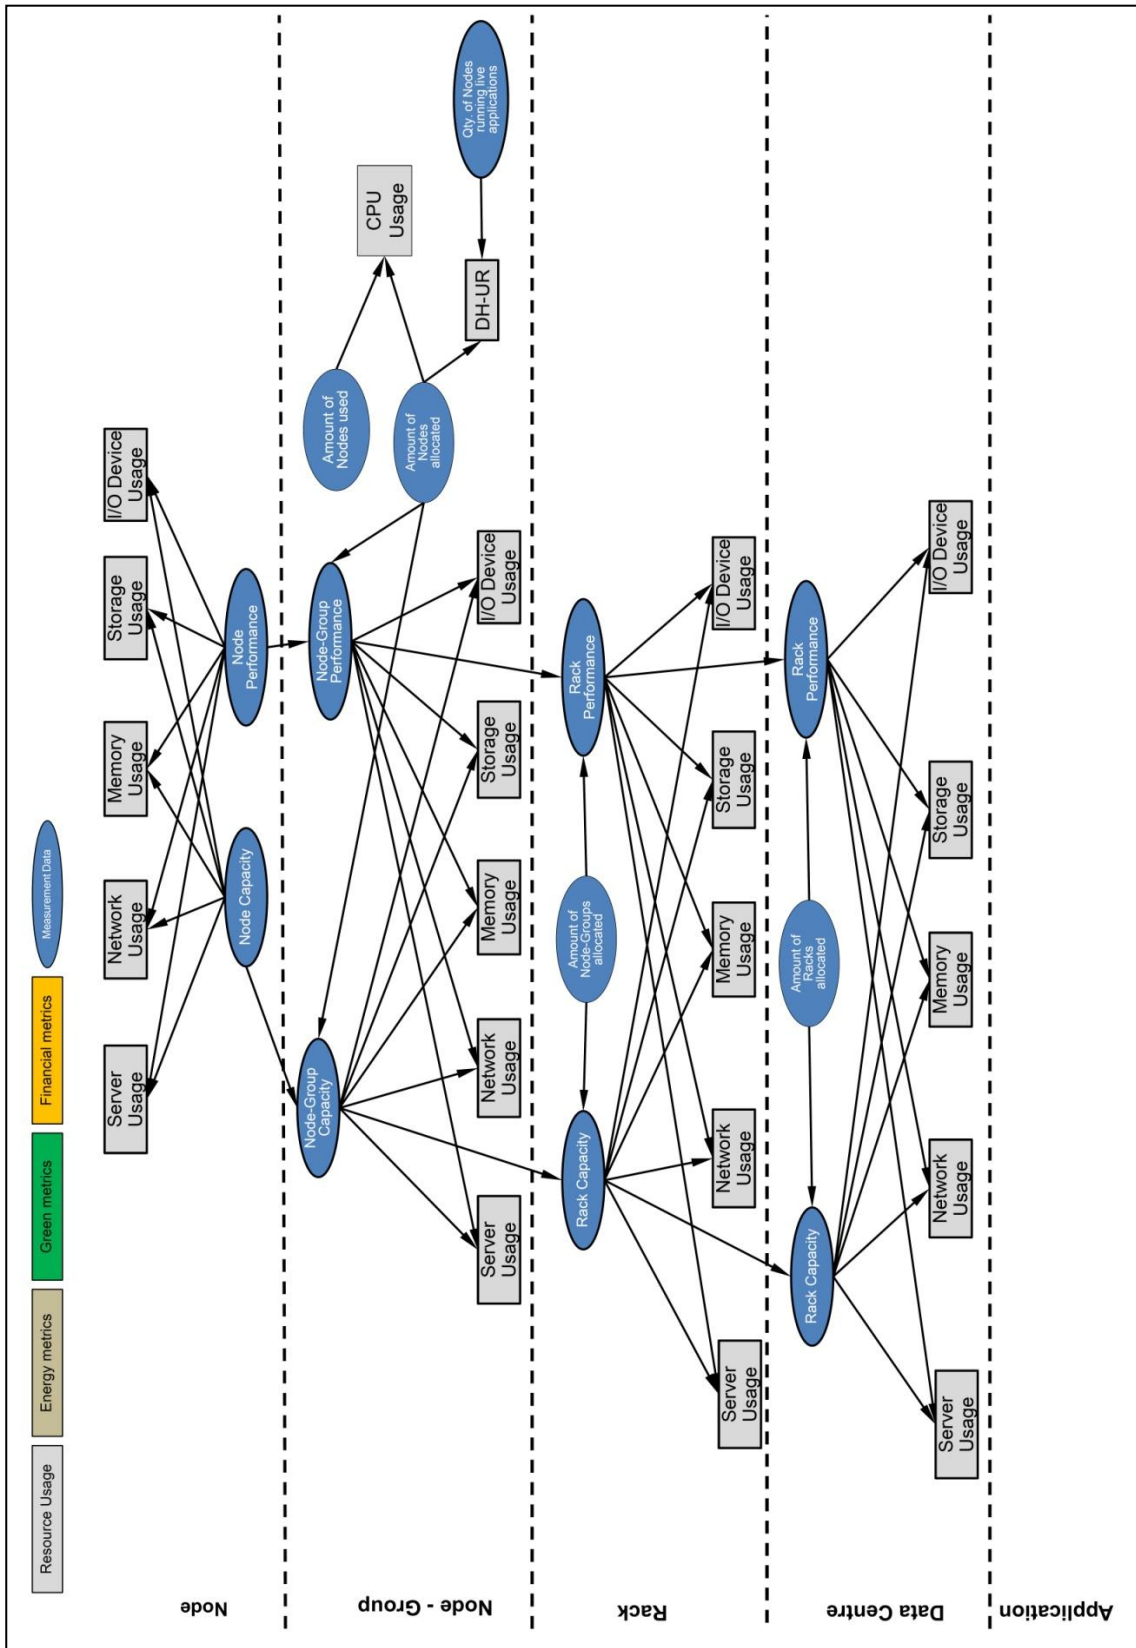 Resource Usage
Energy metrics
Green metrics
Financial metrics
Measurement Data
Node
Server
Usage
Network
Usage
Memory
Usage
Storage
Usage
I/O Device
Usage
Node Capacity
Node
Performance
Node - Group
Node-Group
Capacity
Node-Group
Performance
Amount of
Nodes used
Amount of
Nodes
allocated
CPU
Usage
DH-UR
Qty. of Nodes
running live
applications
Server
Usage
Network
Usage
Memory
Usage
Storage
Usage
I/O Device
Usage
Rack
Rack Capacity
Amount of
Node-Groups
allocated
Rack
Performance
Server
Usage
Network
Usage
Memory
Usage
Storage
Usage
I/O Device
Usage
Data Centre
Rack Capacity
Amount of
Racks
allocated
Rack
Performance
Server
Usage
Network
Usage
Memory
Usage
Storage
Usage
I/O Device
Usage
Application